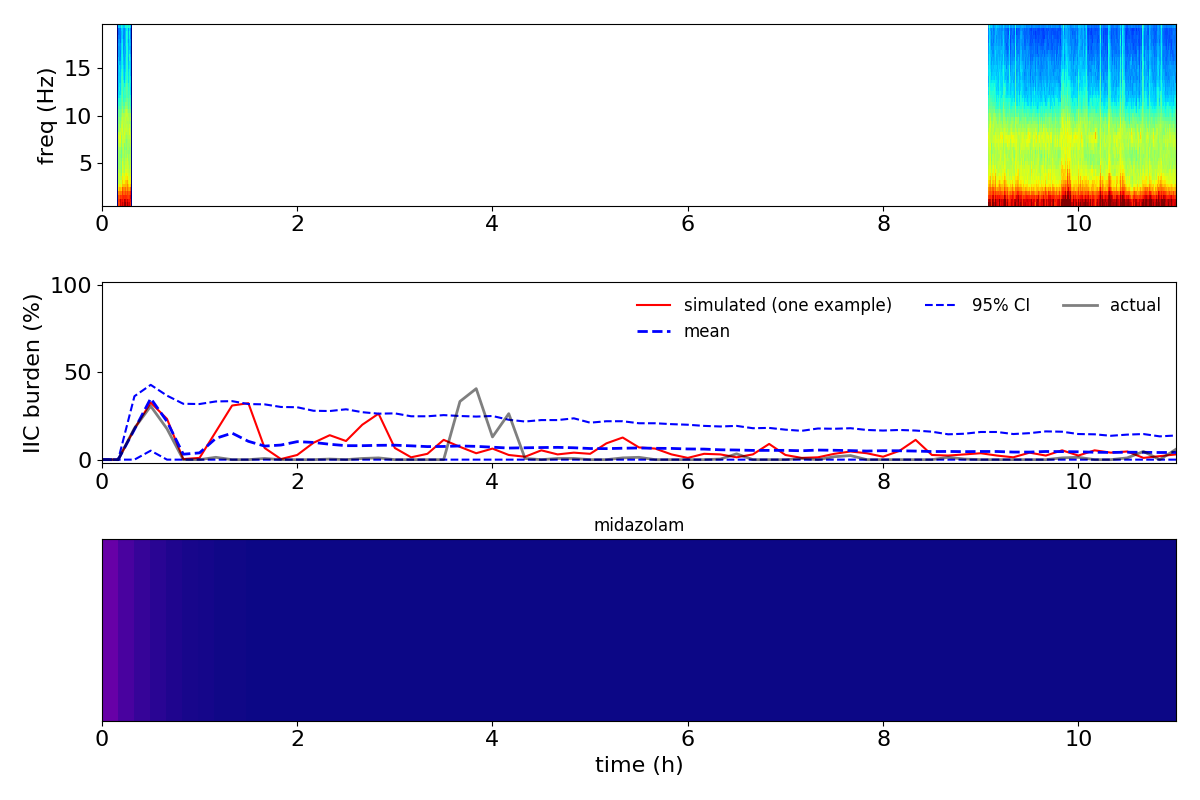 freq (Hz)
15
10
5
0 2 4 6 8 10
IIC burden (%)
100
50
0
simulated (one example)
mean
95% CI
actual
0 2 4 6 8 10
midazolam
0 2 4 6 8 10
time (h)